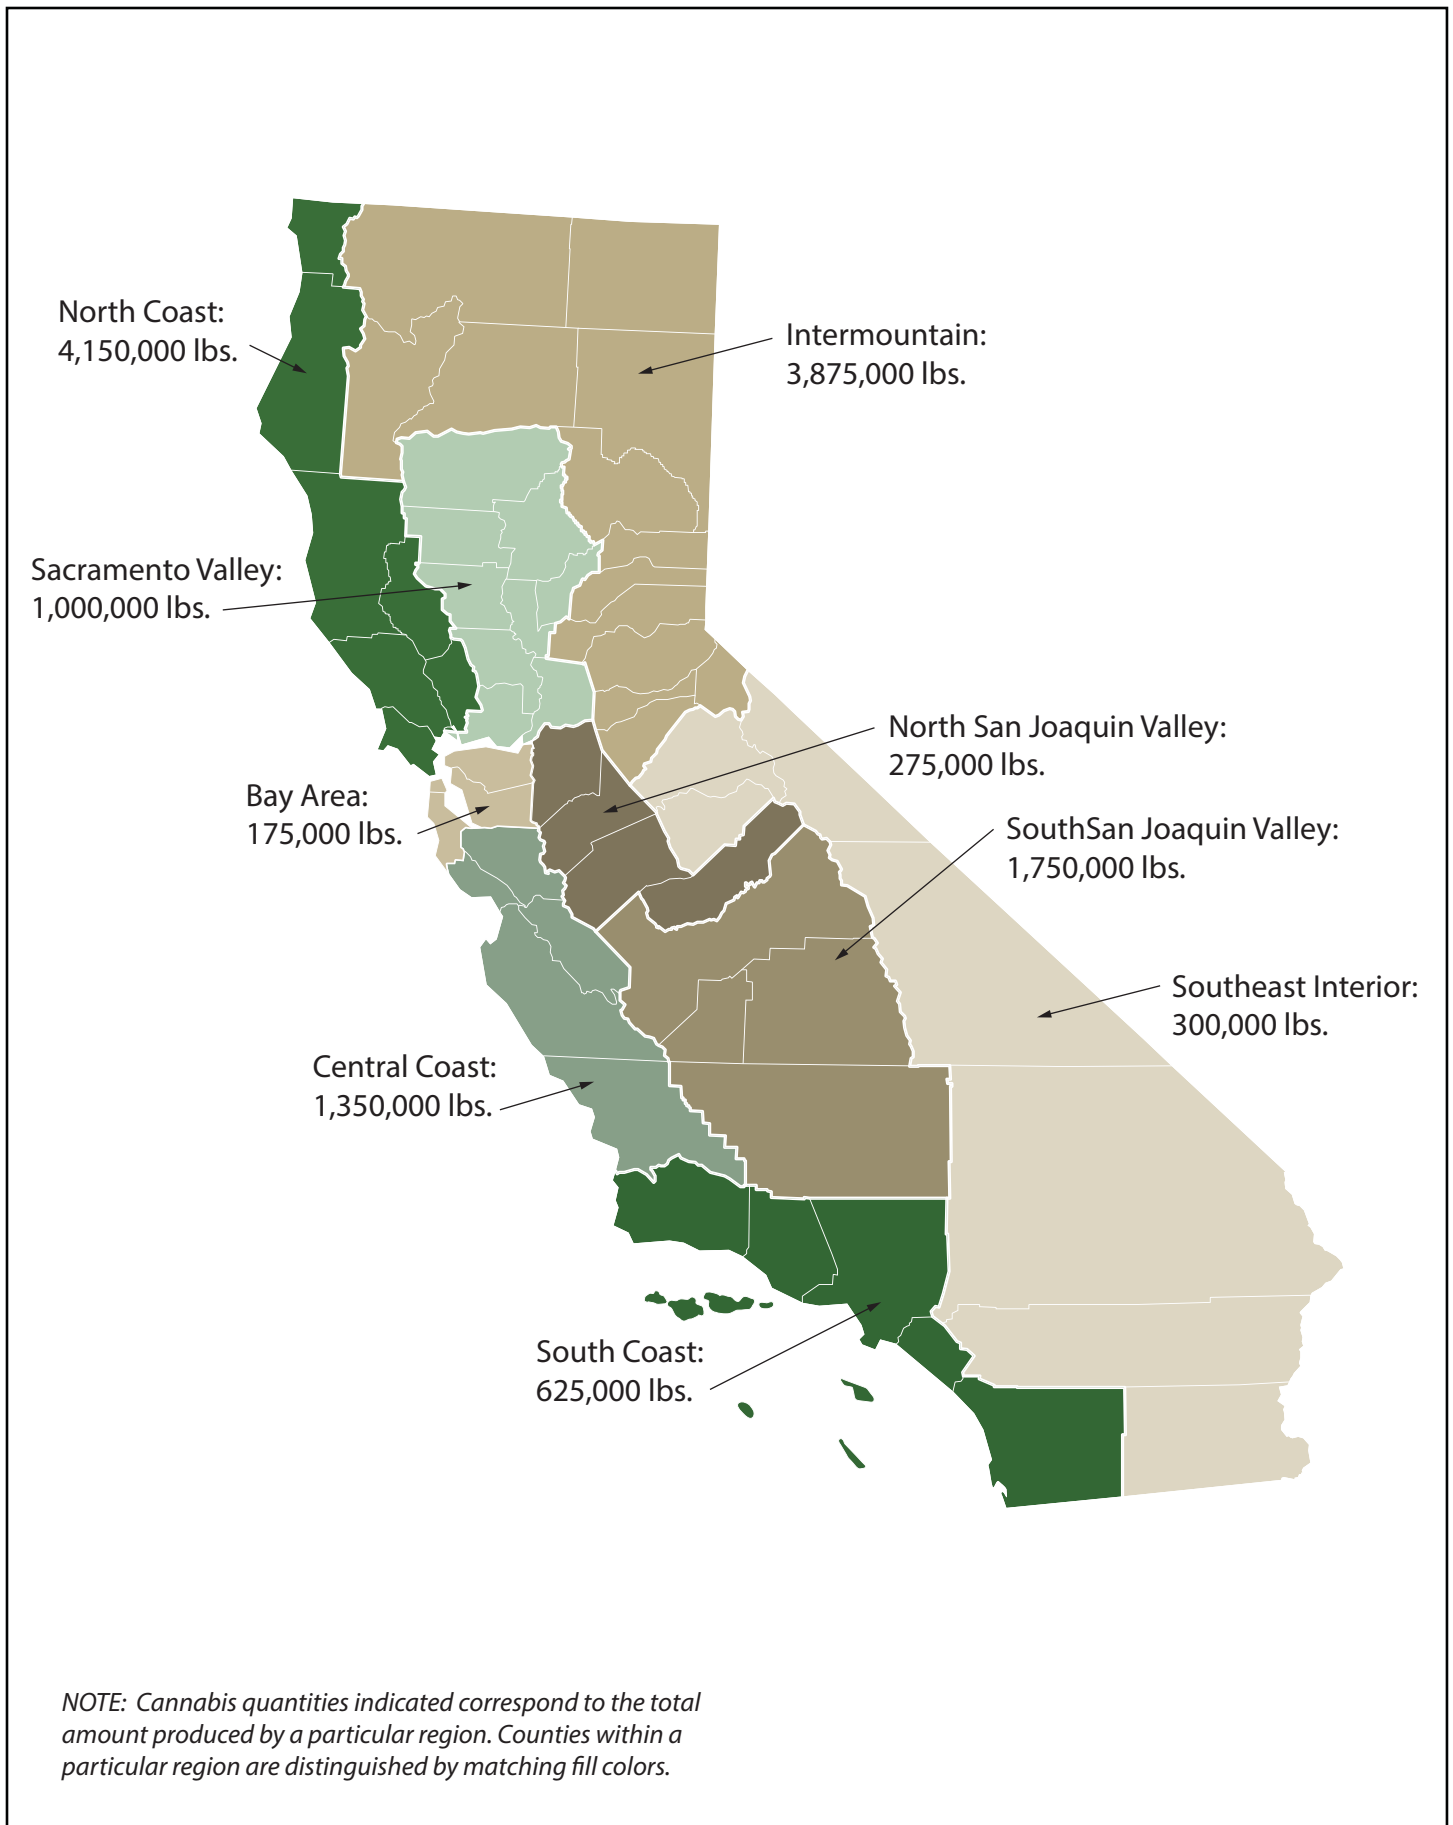 North Coast:
4,150,000 lbs.
Intermountain:
3,875,000 lbs.
Sacramento Valley:
1,000,000 lbs.
North San Joaquin Valley:
275,000 lbs.
Bay Area:
175,000 lbs.
SouthSan Joaquin Valley:
1,750,000 lbs.
Southeast Interior:
300,000 lbs.
Central Coast:
1,350,000 lbs.
South Coast:
625,000 lbs.
NOTE: Cannabis quantities indicated correspond to the total
amount produced by a particular region. Counties within a
particular region are distinguished by matching fill colors.